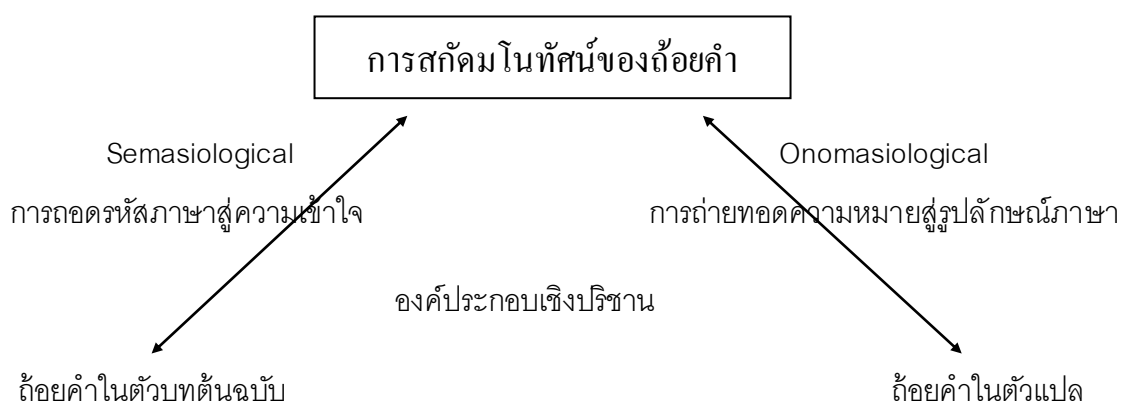 การสกัดมโนทัศน์ของถ้อยคำ
Semasiological
Onomasiological
การถอดรหัสภาษาสู่ความเข้าใจ
การถ่ายทอดความหมายสู่รูปลักษณ์ภาษา
องค์ประกอบเชิงปริชาน
ถ้อยคำในตัวบทต้นฉบับ
ถ้อยคำในตัวแปล